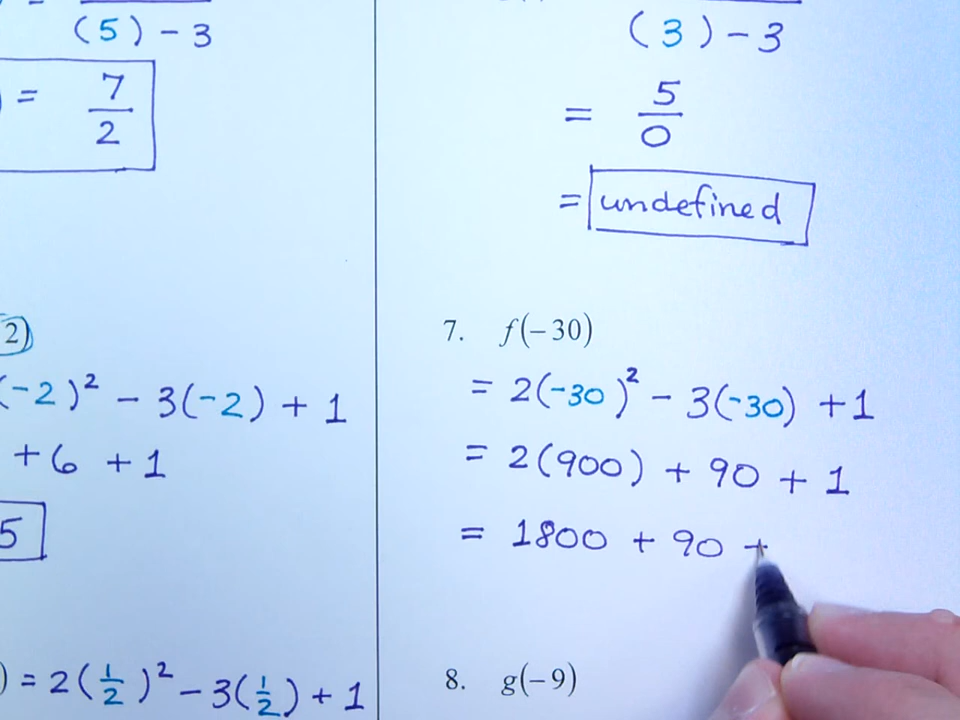 (5) - 3
= 7/2
(3) - 3
= 5/0
= undefined
2)
(-2)² - 3(-2) + 1
+ 6 + 1
5
) = 2(1/2)² - 3(1/2) + 1
7. f(-30)
= 2(-30)² - 3(-30) + 1
= 2(900) + 90 + 1
= 1800 + 90 +
8. g(-9)